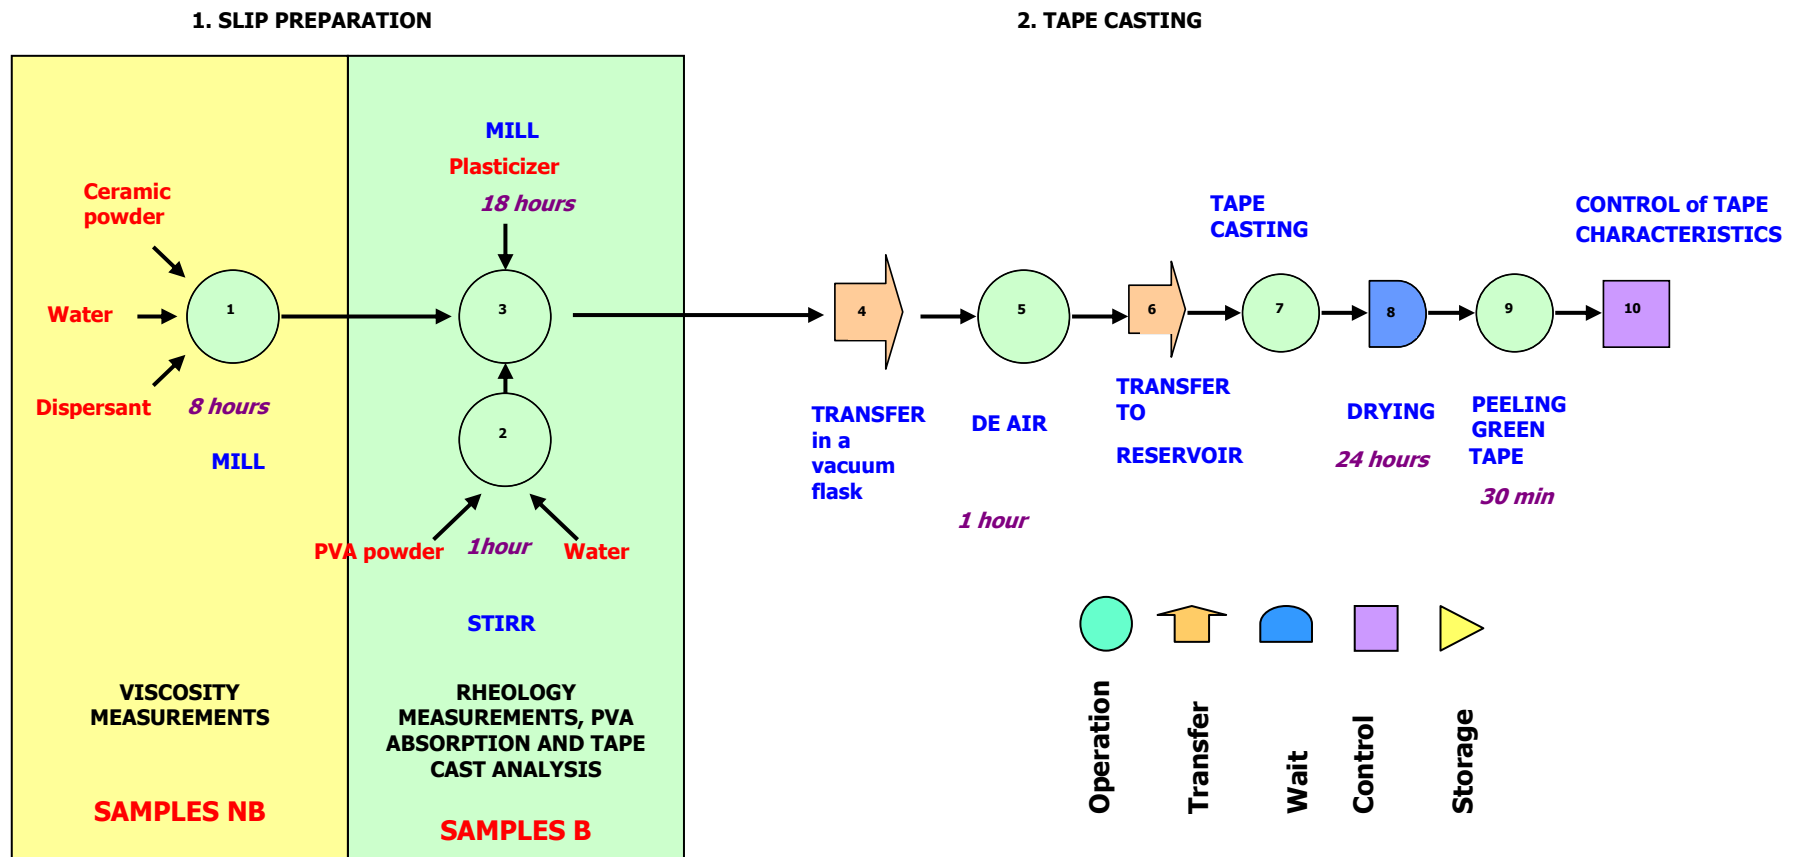 1. SLIP PREPARATION
2. TAPE CASTING
MILL
Plasticizer
18 hours
Ceramic
powder
Water
Dispersant
8 hours
MILL
1
3
2
PVA powder
1hour
Water
STIRR
VISCOSITY
MEASUREMENTS
SAMPLES NB
RHEOLOGY
MEASUREMENTS, PVA
ABSORPTION AND TAPE
CAST ANALYSIS
SAMPLES B
4
TRANSFER
in a
vacuum
flask
5
DE AIR
1 hour
6
TRANSFER
TO
RESERVOIR
TAPE
CASTING
7
8
DRYING
24 hours
9
PEELING
GREEN
TAPE
30 min
CONTROL of TAPE
CHARACTERISTICS
10
Operation
Transfer
Wait
Control
Storage